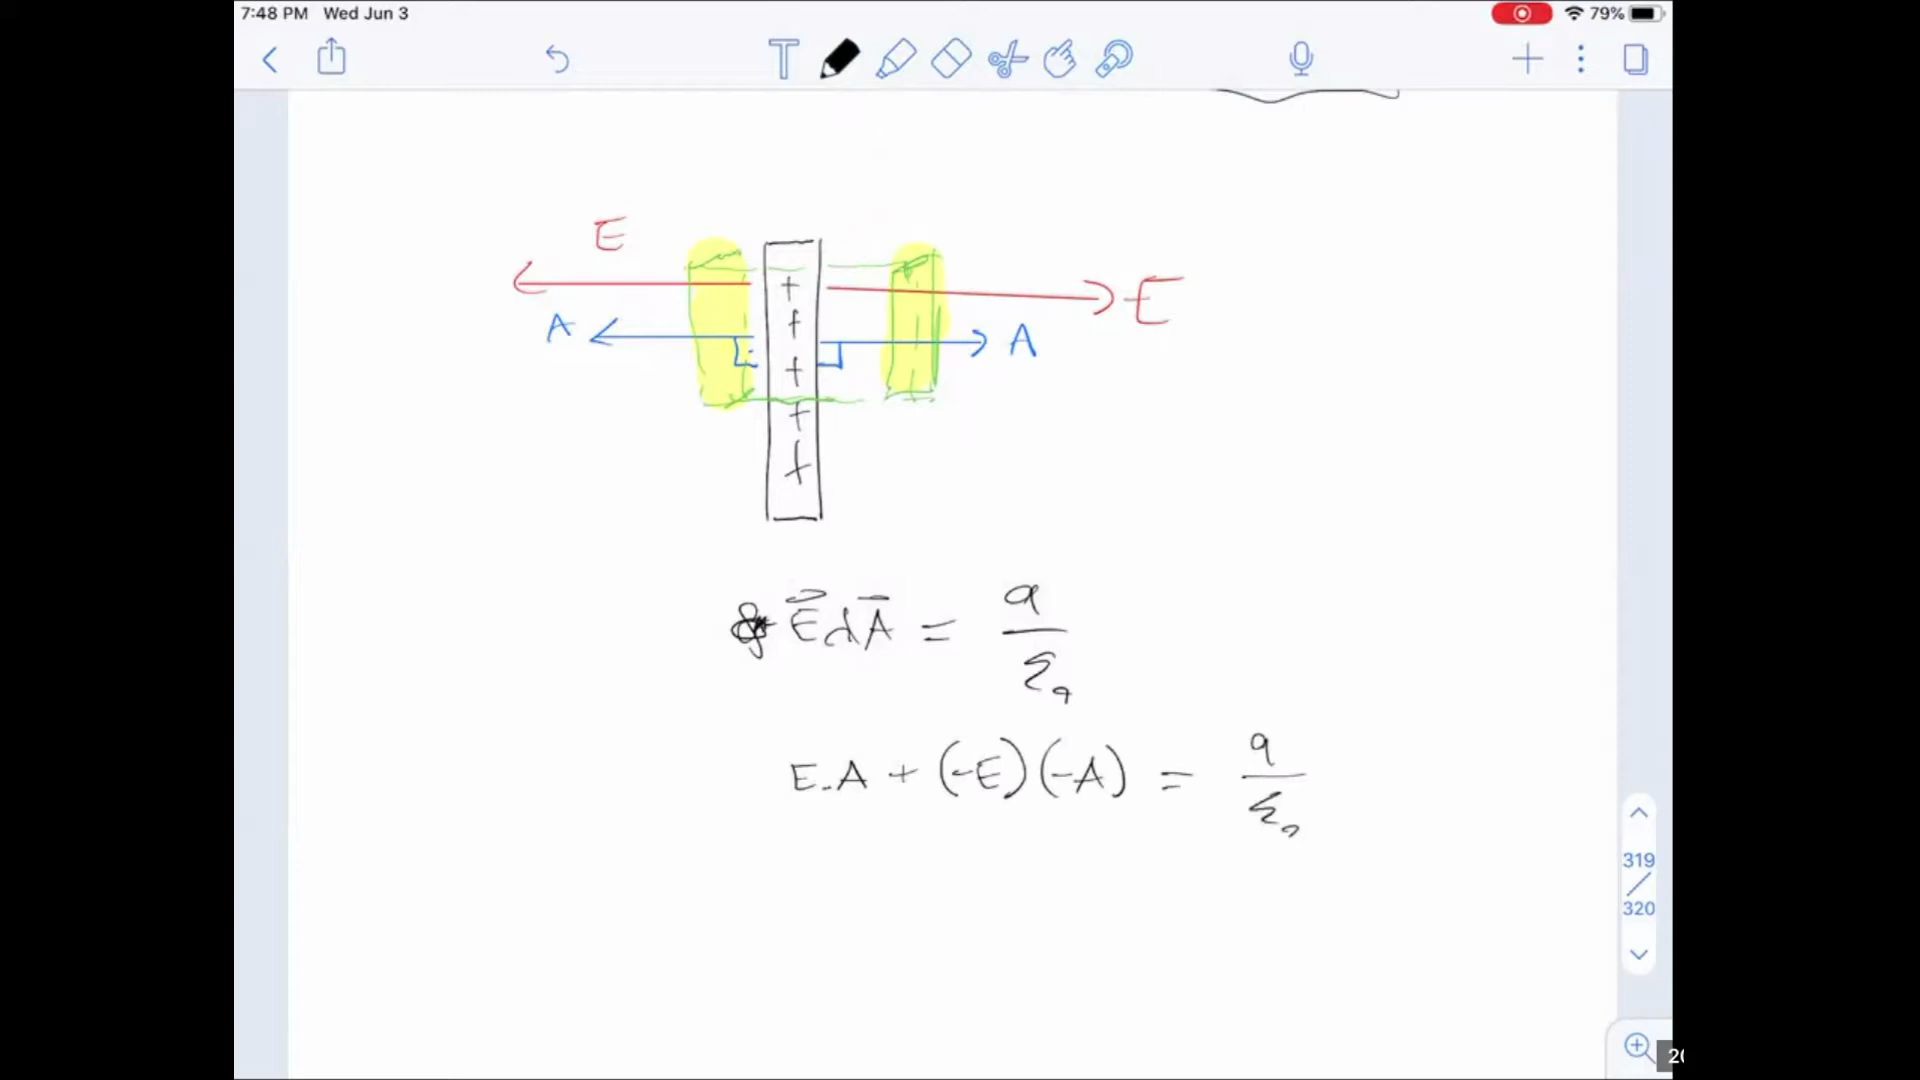 7:48 PM Wed Jun 3
79%
T
E
E
A
A
+
+
+
+
+
E dA = q
ε₀
E.A + (-E)(-A) = q
ε₀
319
320